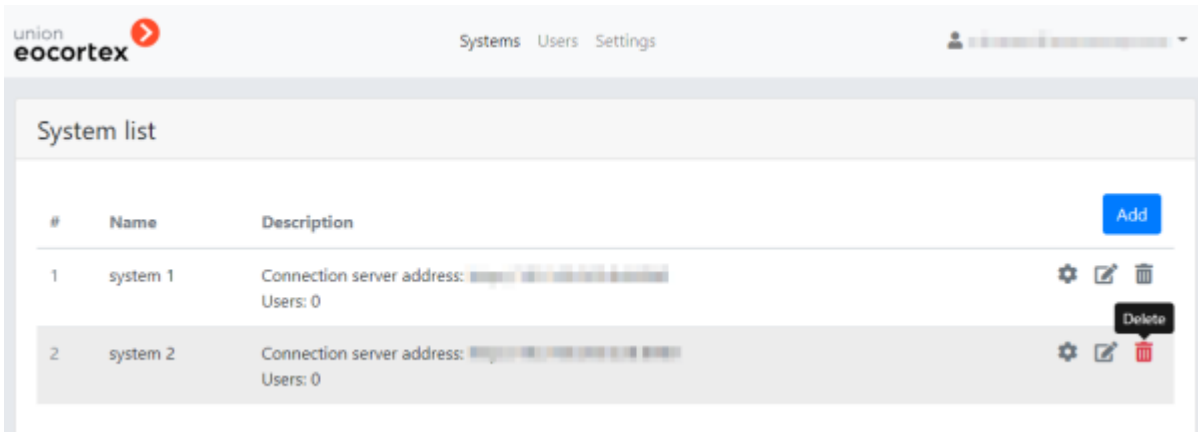 union
eocortex
Systems Users Settings
System list
# Name Description Add
1 system 1 Connection server address:
Users: 0
Delete
2 system 2 Connection server address:
Users: 0